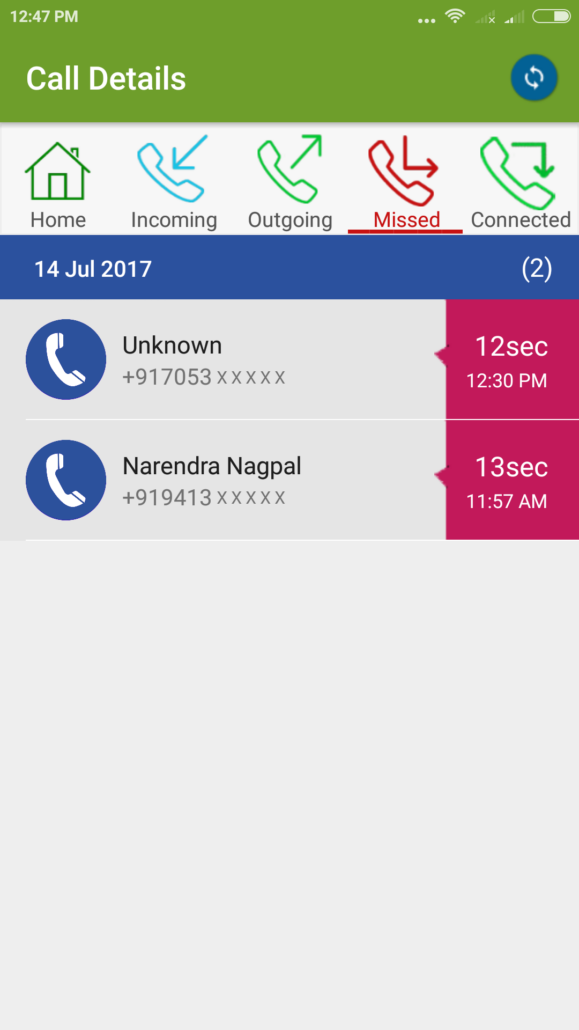 12:47 PM
Call Details
Home Incoming Outgoing Missed Connected
14 Jul 2017 (2)
Unknown 12sec
+917053xxxxx 12:30 PM
Narendra Nagpal 13sec
+919413xxxxx 11:57 AM